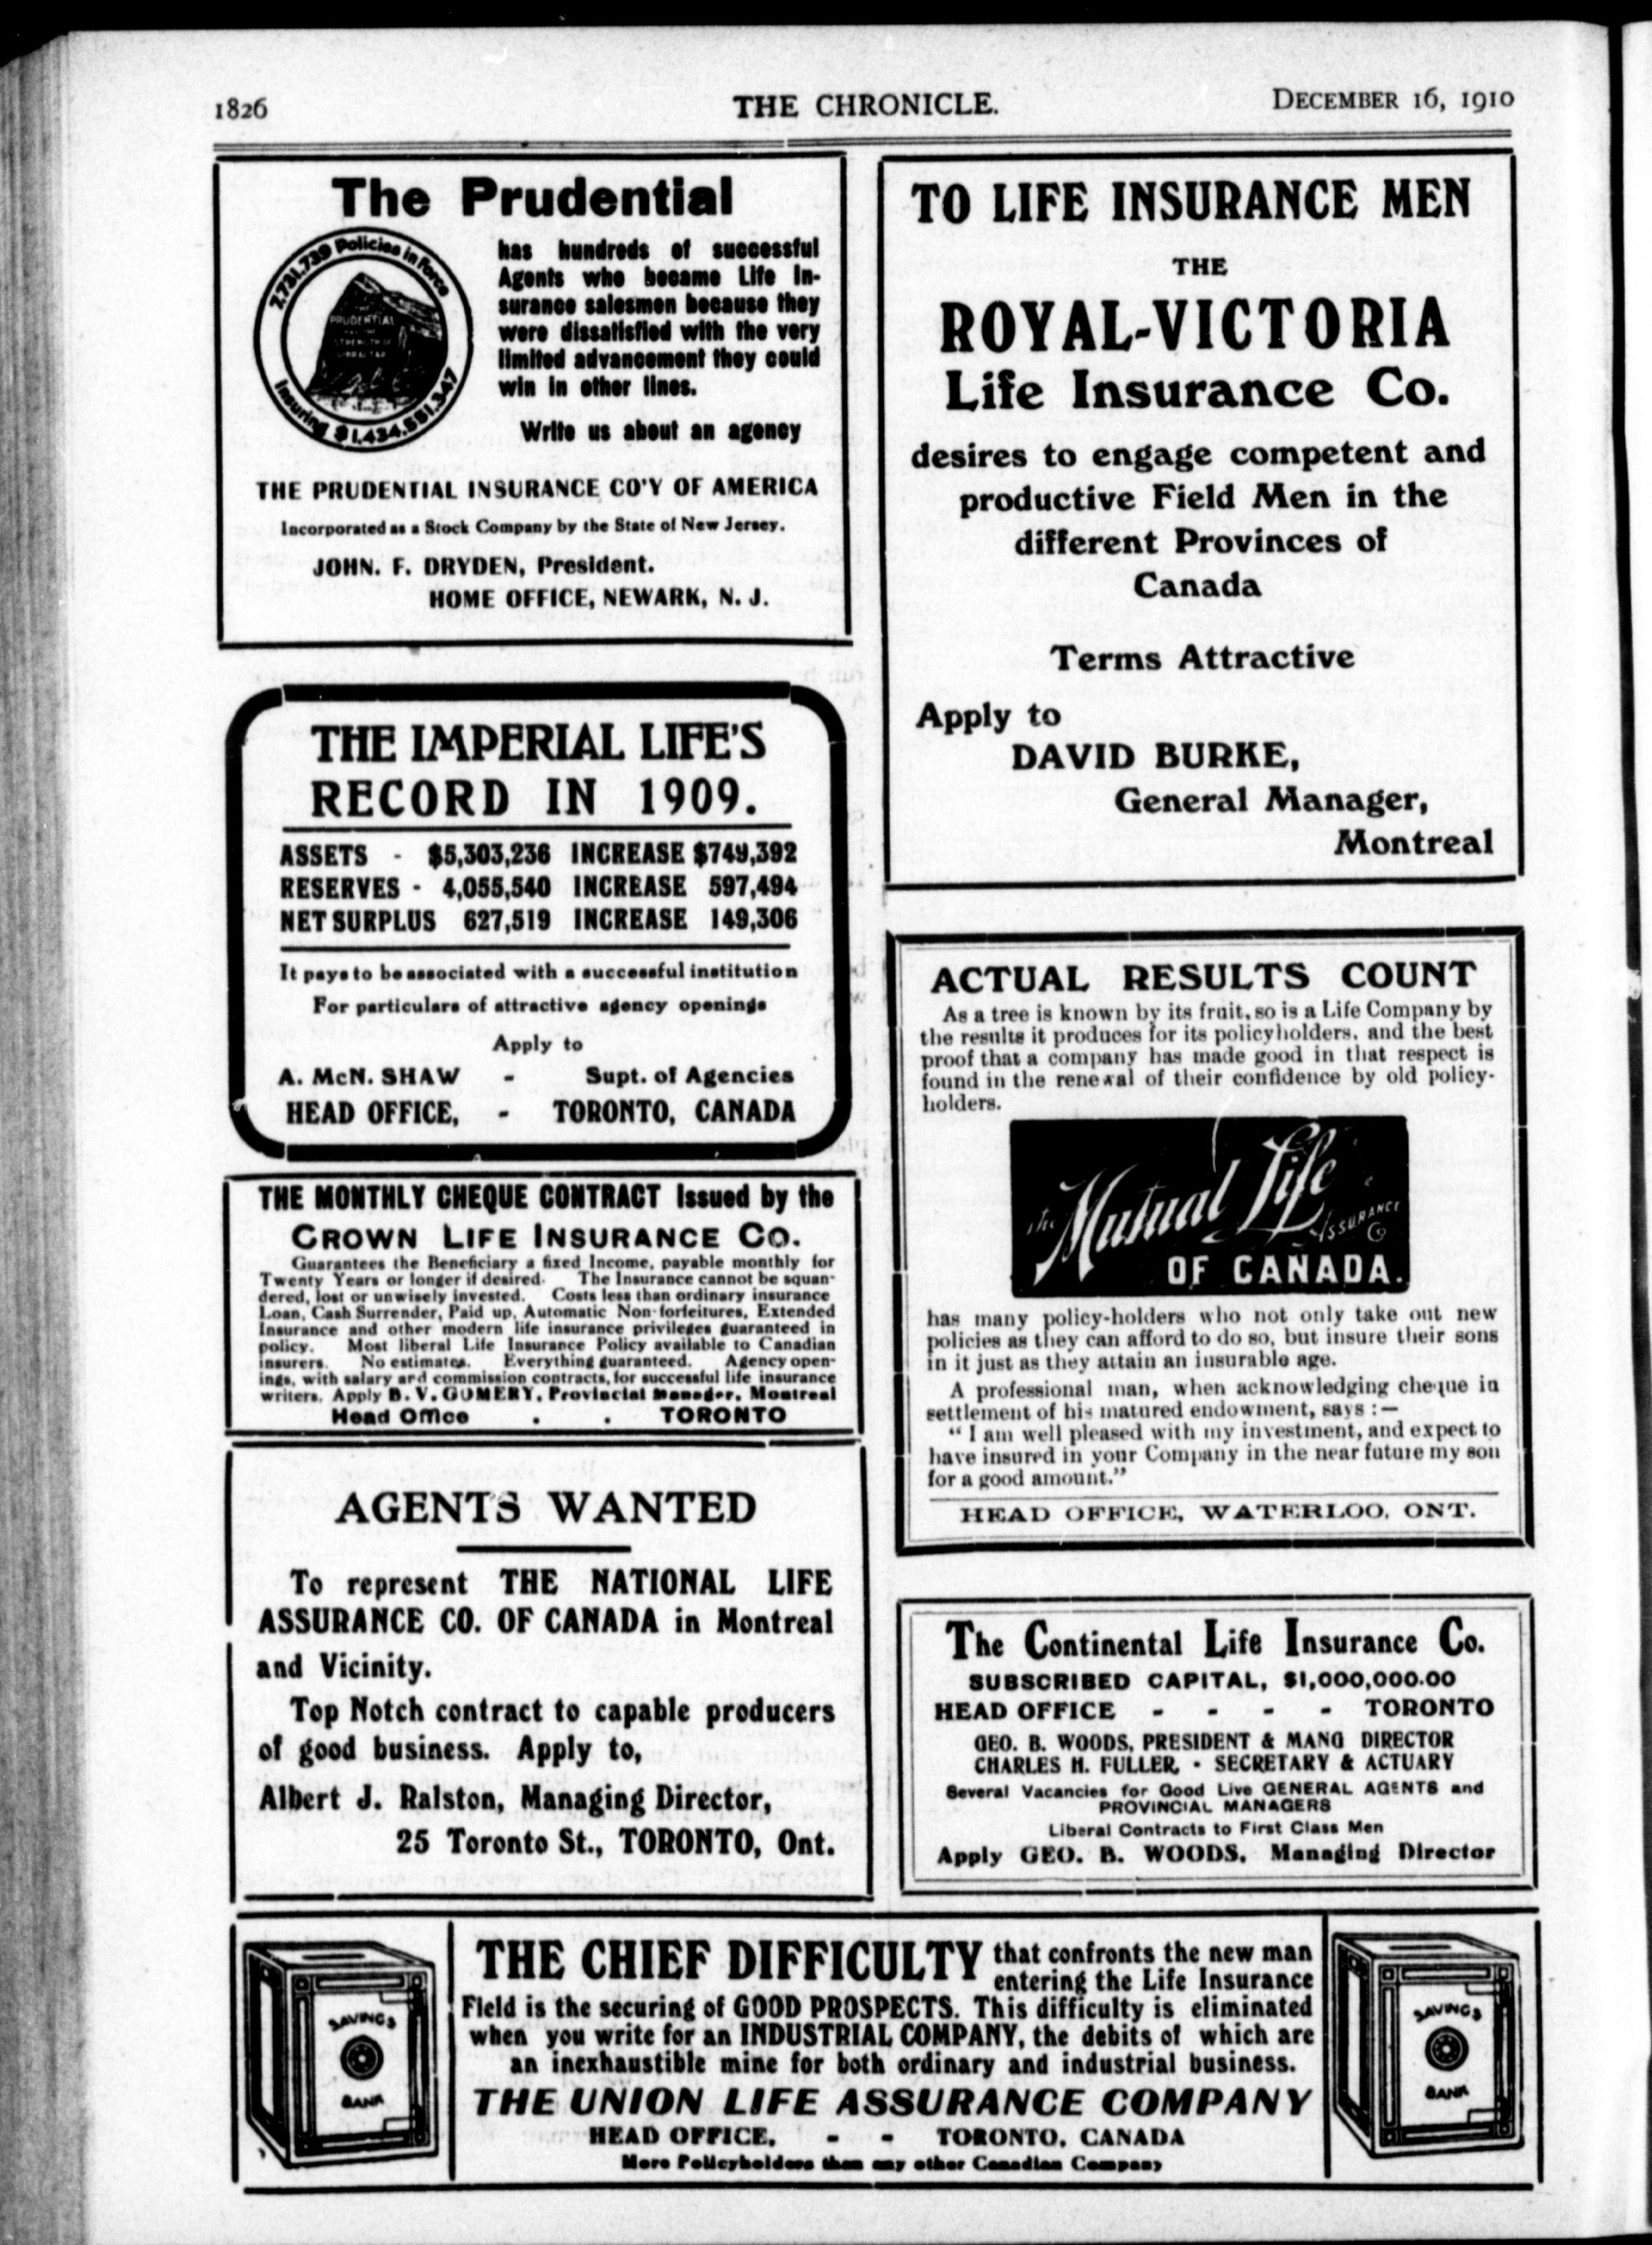 1826
THE CHRONICLE.
DECEMBER 16, 1910
The Prudential
7,731,739 Policies in Force
PRUDENTIAL
STRENGTH OF
GIBRALTAR
Insuring $1,434,551,347
has hundreds of successful
Agents who became Life In-
surance salesmen because they
were dissatisfied with the very
limited advancement they could
win in other lines.
Write us about an agency
THE PRUDENTIAL INSURANCE CO'Y OF AMERICA
Incorporated as a Stock Company by the State of New Jersey.
JOHN. F. DRYDEN, President.
HOME OFFICE, NEWARK, N. J.
THE IMPERIAL LIFE'S
RECORD IN 1909.
ASSETS - $5,303,236 INCREASE $749,392
RESERVES - 4,055,540 INCREASE 597,494
NET SURPLUS 627,519 INCREASE 149,306
It pays to be associated with a successful institution
For particulars of attractive agency openings
Apply to
A. McN. SHAW - Supt. of Agencies
HEAD OFFICE, - TORONTO, CANADA
THE MONTHLY CHEQUE CONTRACT Issued by the
CROWN LIFE INSURANCE CO.
Guarantees the Beneficiary a fixed Income, payable monthly for
Twenty Years or longer if desired. The Insurance cannot be squan-
dered, lost or unwisely invested. Costs less than ordinary insurance
Loan, Cash Surrender, Paid up, Automatic Non-forfeitures, Extended
Insurance and other modern life insurance privileges guaranteed in
policy. Most liberal Life Insurance Policy available to Canadian
insurers. No estimates. Everything guaranteed. Agency open-
ings, with salary and commission contracts, for successful life insurance
writers. Apply B. V. GOMERY, Provincial Manager, Montreal
Head Office . . TORONTO
AGENTS WANTED
To represent THE NATIONAL LIFE
ASSURANCE CO. OF CANADA in Montreal
and Vicinity.
Top Notch contract to capable producers
of good business. Apply to,
Albert J. Ralston, Managing Director,
25 Toronto St., TORONTO, Ont.
TO LIFE INSURANCE MEN
THE
ROYAL-VICTORIA
Life Insurance Co.
desires to engage competent and
productive Field Men in the
different Provinces of
Canada
Terms Attractive
Apply to
DAVID BURKE,
General Manager,
Montreal
ACTUAL RESULTS COUNT
As a tree is known by its fruit, so is a Life Company by
the results it produces for its policyholders, and the best
proof that a company has made good in that respect is
found in the renewal of their confidence by old policy-
holders.
The Mutual Life
ASSURANCE Co
OF CANADA.
has many policy-holders who not only take out new
policies as they can afford to do so, but insure their sons
in it just as they attain an insurable age.
A professional man, when acknowledging cheque in
settlement of his matured endowment, says :—
“ I am well pleased with my investment, and expect to
have insured in your Company in the near future my son
for a good amount.”
HEAD OFFICE, WATERLOO, ONT.
The Continental Life Insurance Co.
SUBSCRIBED CAPITAL, $1,000,000.00
HEAD OFFICE - - - - TORONTO
GEO. B. WOODS, PRESIDENT & MANG DIRECTOR
CHARLES H. FULLER, - SECRETARY & ACTUARY
Several Vacancies for Good Live GENERAL AGENTS and
PROVINCIAL MANAGERS
Liberal Contracts to First Class Men
Apply GEO. B. WOODS, Managing Director
SAVINGS
BANK
THE CHIEF DIFFICULTY that confronts the new man
entering the Life Insurance
Field is the securing of GOOD PROSPECTS. This difficulty is eliminated
when you write for an INDUSTRIAL COMPANY, the debits of which are
an inexhaustible mine for both ordinary and industrial business.
THE UNION LIFE ASSURANCE COMPANY
HEAD OFFICE, - - TORONTO, CANADA
More Policyholders than any other Canadian Company
SAVINGS
BANK